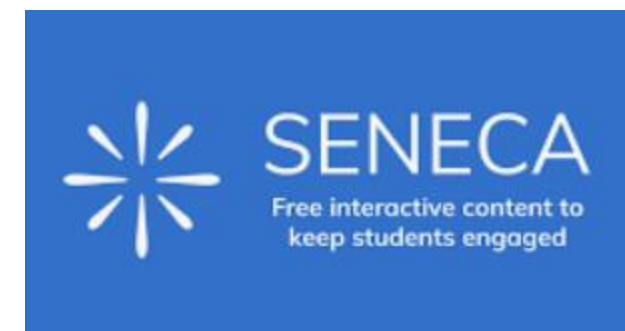 SENECA
Free interactive content to
keep students engaged